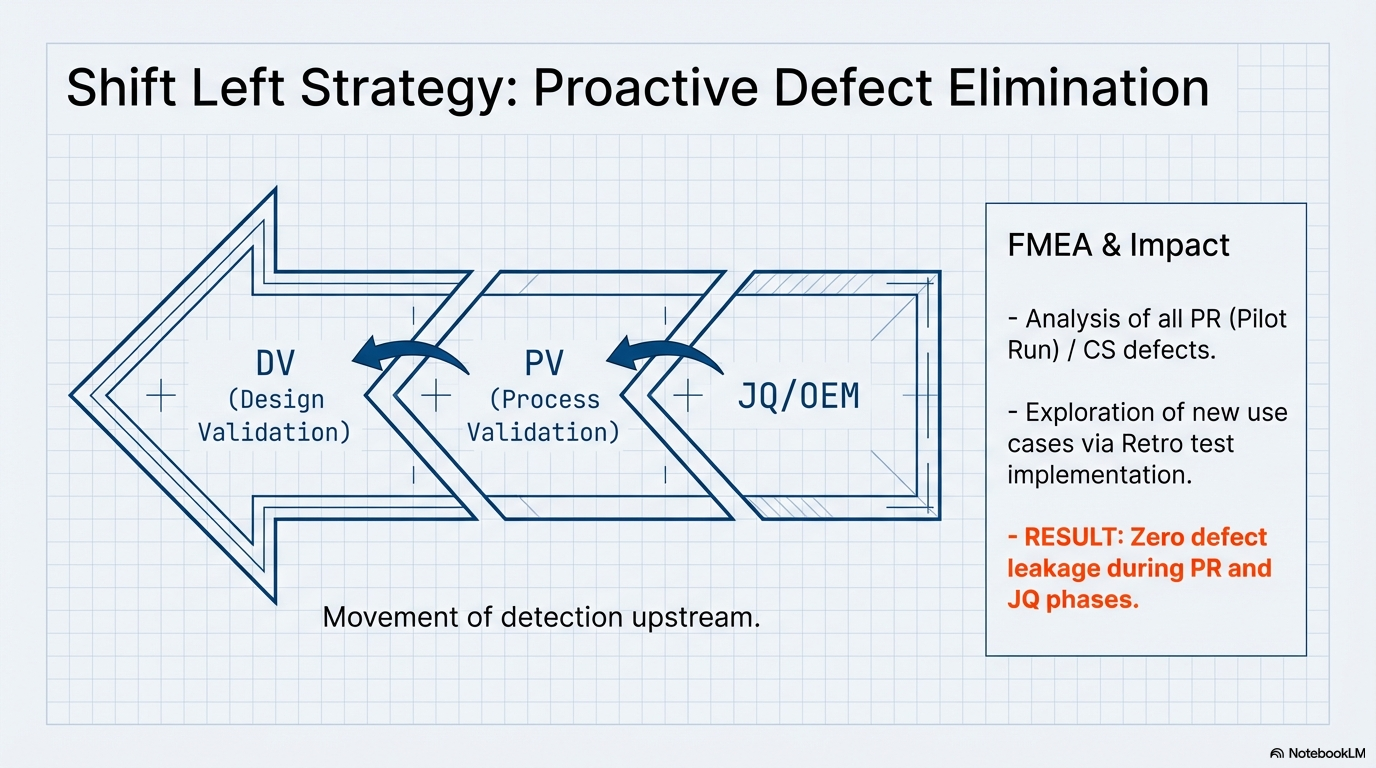 Shift Left Strategy: Proactive Defect Elimination
DV
(Design
Validation)
PV
(Process
Validation)
JQ/OEM
Movement of detection upstream.
FMEA & Impact
- Analysis of all PR (Pilot
Run) / CS defects.
- Exploration of new use
cases via Retro test
implementation.
- RESULT: Zero defect
leakage during PR and
JQ phases.
NotebookLM